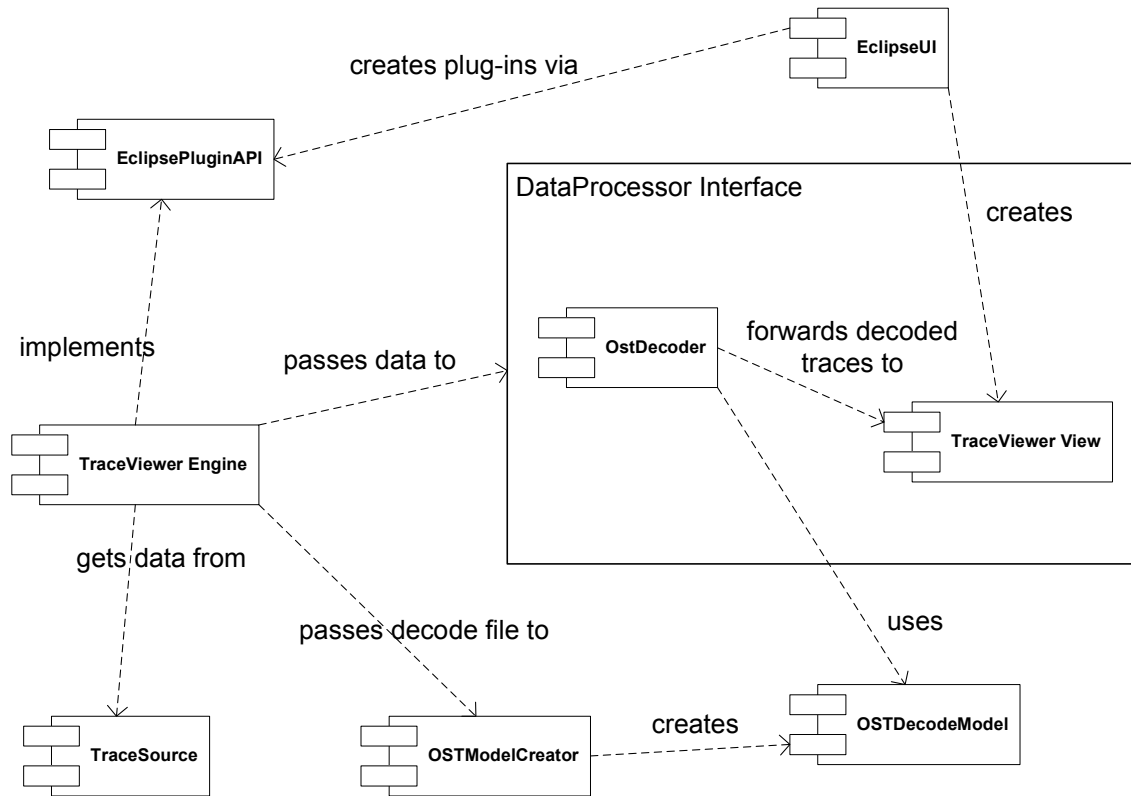 EclipseUI
creates plug-ins via
EclipsePluginAPI
DataProcessor Interface
creates
OstDecoder
forwards decoded
traces to
implements
passes data to
TraceViewer View
TraceViewer Engine
gets data from
passes decode file to
uses
OSTDecodeModel
creates
TraceSource
OSTModelCreator